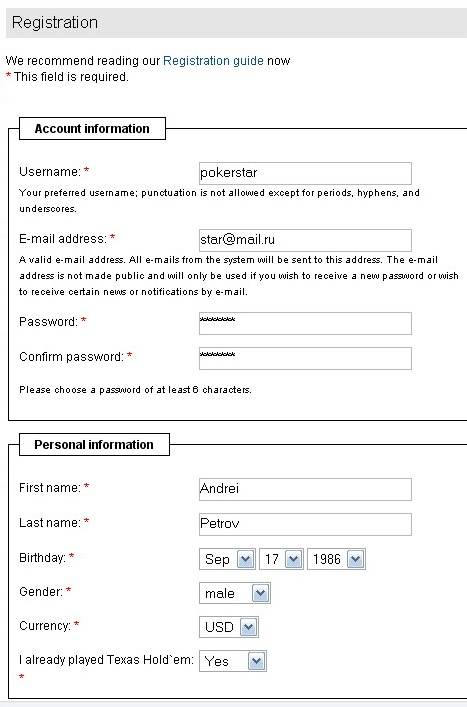 Registration
We recommend reading our Registration guide now
* This field is required.
Account information
Username: * pokerstar
Your preferred username; punctuation is not allowed except for periods, hyphens, and
underscores.
E-mail address: * star@mail.ru
A valid e-mail address. All e-mails from the system will be sent to this address. The e-mail
address is not made public and will only be used if you wish to receive a new password or wish
to receive certain news or notifications by e-mail.
Password: * *******
Confirm password: * *******
Please choose a password of at least 6 characters.
Personal information
First name: * Andrei
Last name: * Petrov
Birthday: * Sep 17 1986
Gender: * male
Currency: * USD
I already played Texas Hold`em: Yes
*